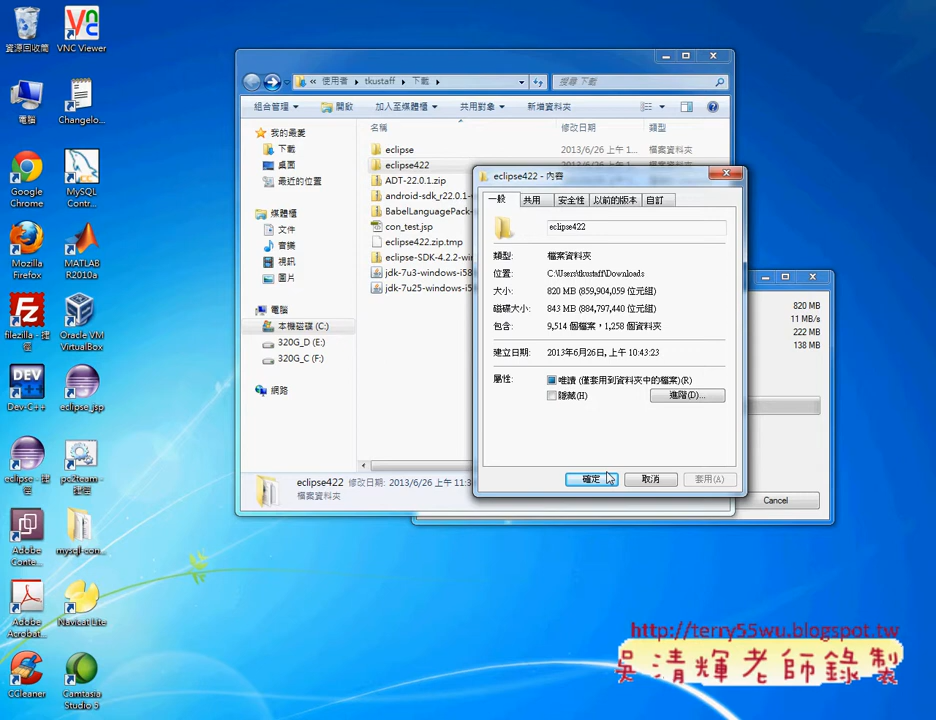 資源回收筒
VNC Viewer
電腦
Changelo...
Google
Chrome
MySQL
Contr...
Mozilla
Firefox
MATLAB
R2010a
filezilla - 捷
徑
Oracle VM
VirtualBox
Dev-C++
eclipse_jsp
eclipse - 捷
徑
pc2team -
捷徑
Adobe
Conte...
mysql-con...
Adobe
Acrobat...
Navicat Lite
CCleaner
Camtasia
Studio 5
« 使用者 ▸ tkustaff ▸ 下載 ▸
搜尋 下載
組合管理 ▾
開啟
加入至媒體櫃 ▾
共用對象 ▾
新增資料夾
我的最愛
下載
桌面
最近的位置
媒體櫃
文件
音樂
視訊
圖片
電腦
本機磁碟 (C:)
320G_D (E:)
320G_C (F:)
網路
名稱
修改日期
類型
eclipse
2013/6/26 上午 1...
檔案資料夾
eclipse422
2013/6/26 上午 1...
檔案資料夾
ADT-22.0.1.zip
android-sdk_r22.0.1-
BabelLanguagePack-
con_test.jsp
eclipse422.zip.tmp
eclipse-SDK-4.2.2-win
jdk-7u3-windows-i58
jdk-7u25-windows-i5
eclipse422 修改日期: 2013/6/26 上午 11:3
檔案資料夾
eclipse422 - 內容
一般
共用
安全性
以前的版本
自訂
eclipse422
類型:
檔案資料夾
位置:
C:\Users\tkustaff\Downloads
大小:
820 MB (859,904,059 位元組)
磁碟大小:
843 MB (884,797,440 位元組)
包含:
9,514 個檔案，1,258 個資料夾
建立日期:
2013年6月26日, 上午 10:43:23
屬性:
唯讀 (僅套用到資料夾中的檔案)(R)
隱藏(H)
進階(D)...
確定
取消
套用(A)
820 MB
11 MB/s
222 MB
138 MB
Cancel
http://terry55wu.blogspot.tw
吳清輝老師錄製